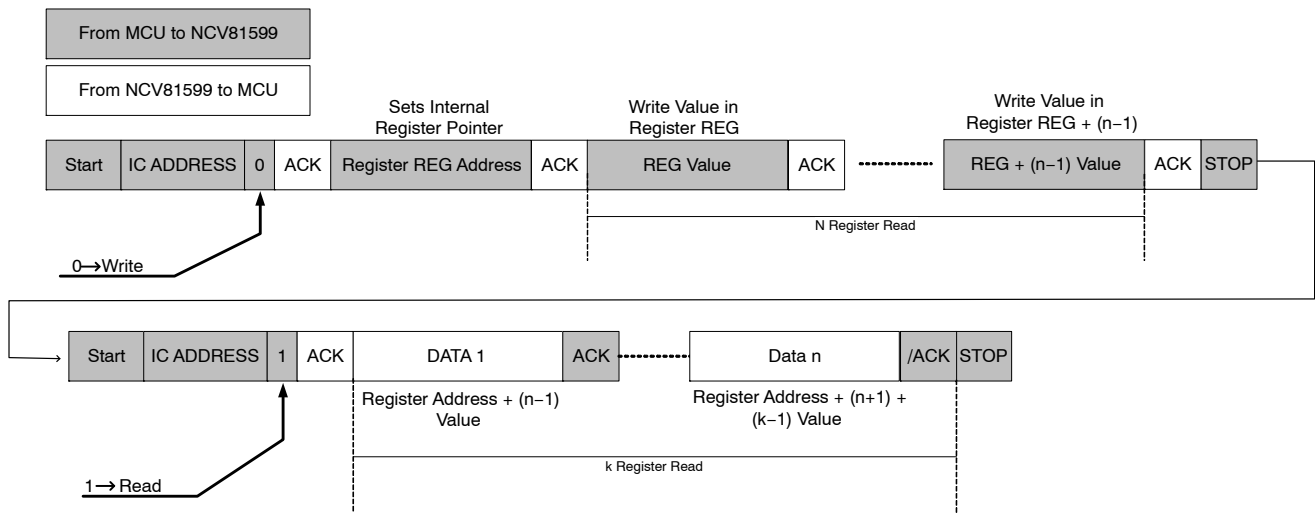 From MCU to NCV81599
From NCV81599 to MCU
Sets Internal
Register Pointer
Write Value in
Register REG
Write Value in
Register REG + (n−1)
Start IC ADDRESS 0 ACK Register REG Address ACK REG Value ACK REG + (n−1) Value ACK STOP
N Register Read
0→Write
Start IC ADDRESS 1 ACK DATA 1 ACK Data n /ACK STOP
Register Address + (n−1)
Value
Register Address + (n+1) +
(k−1) Value
k Register Read
1→Read